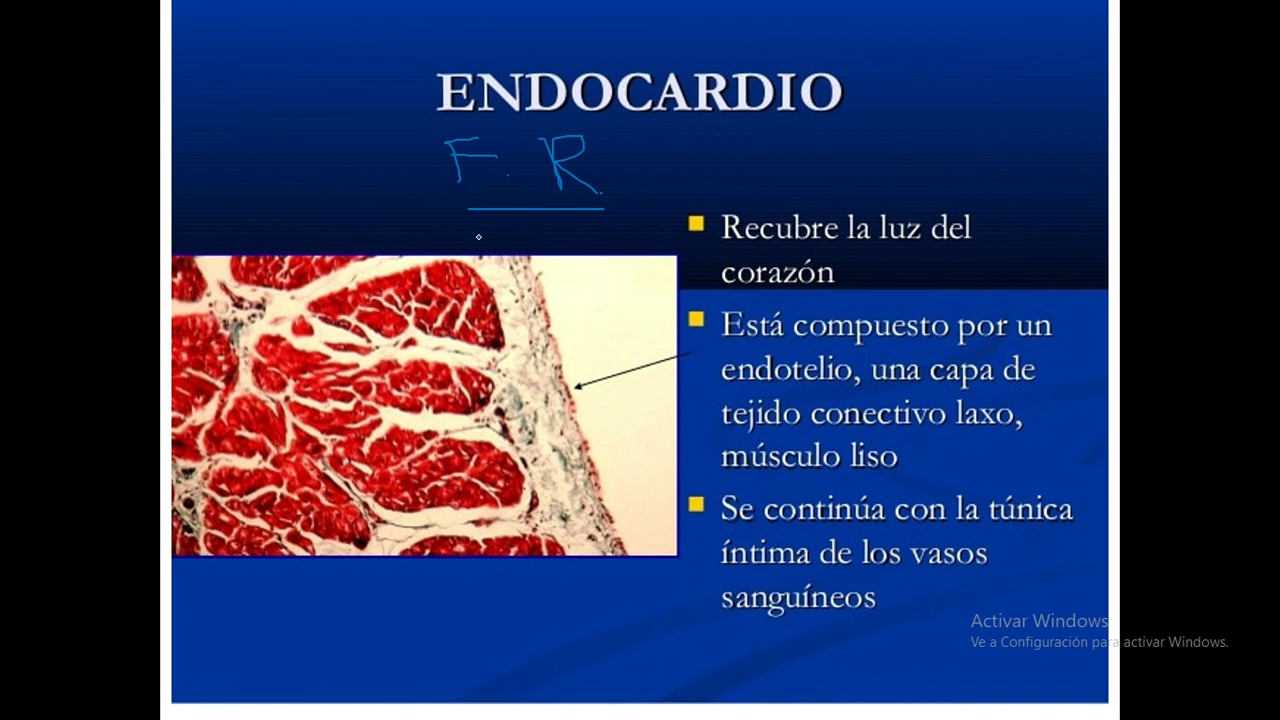 ENDOCARDIO
F. R.
Recubre la luz del
corazón
Está compuesto por un
endotelio, una capa de
tejido conectivo laxo,
músculo liso
Se continúa con la túnica
íntima de los vasos
sanguíneos
Activar Windows
Ve a Configuración para activar Windows.